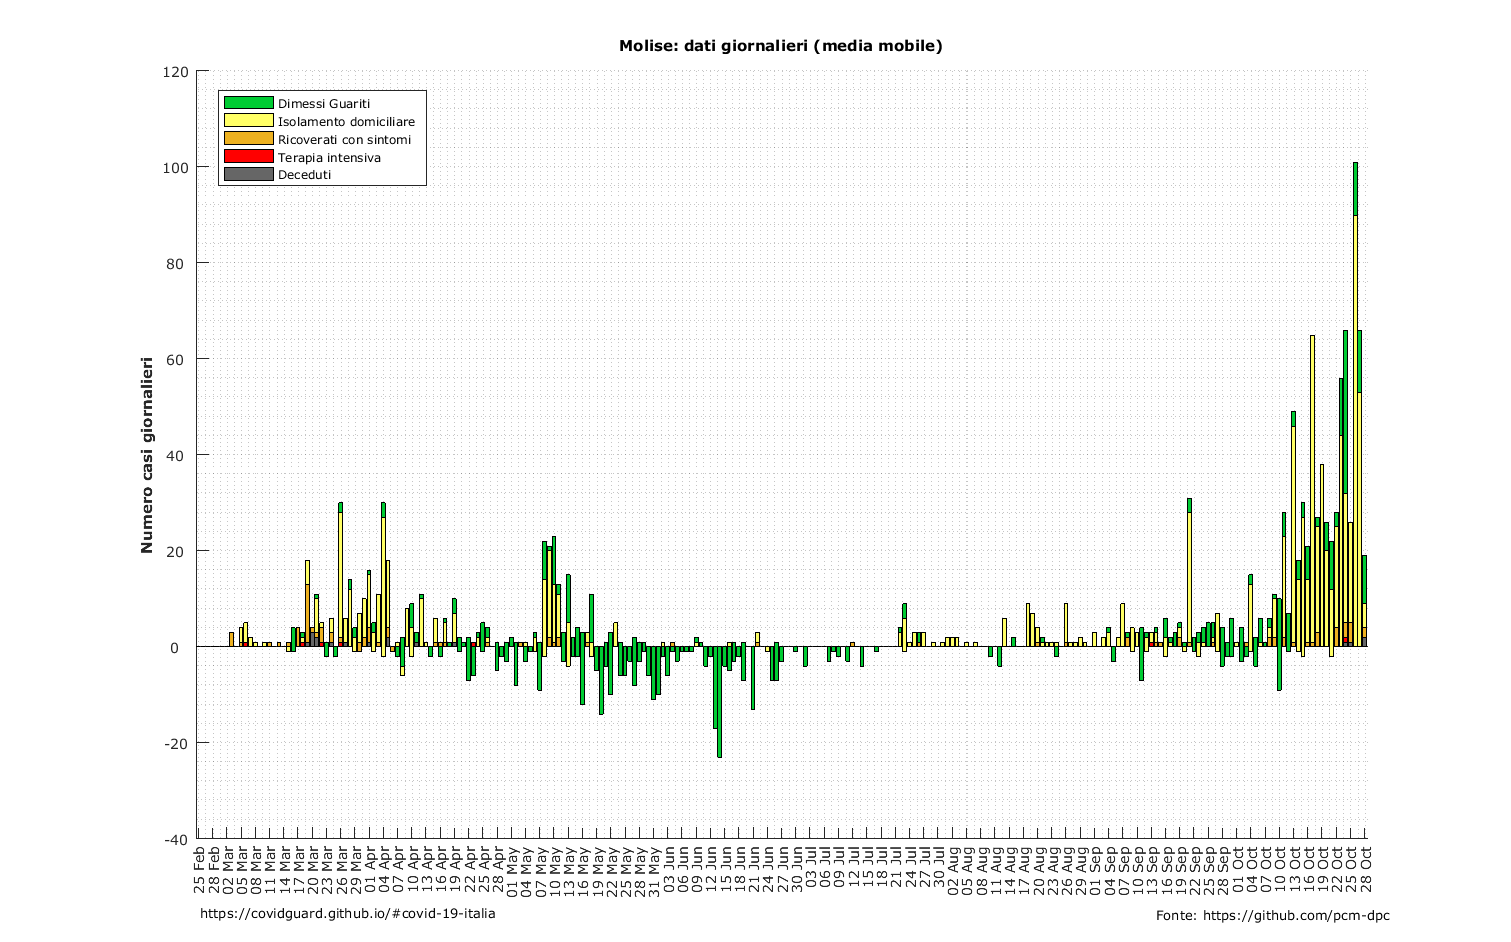 Molise: dati giornalieri (media mobile)
Numero casi giornalieri
120
100
80
60
40
20
0
-20
-40
Dimessi Guariti
Isolamento domiciliare
Ricoverati con sintomi
Terapia intensiva
Deceduti
25 Feb
28 Feb
02 Mar
05 Mar
08 Mar
11 Mar
14 Mar
17 Mar
20 Mar
23 Mar
26 Mar
29 Mar
01 Apr
04 Apr
07 Apr
10 Apr
13 Apr
16 Apr
19 Apr
22 Apr
25 Apr
28 Apr
01 May
04 May
07 May
10 May
13 May
16 May
19 May
22 May
25 May
28 May
31 May
03 Jun
06 Jun
09 Jun
12 Jun
15 Jun
18 Jun
21 Jun
24 Jun
27 Jun
30 Jun
03 Jul
06 Jul
09 Jul
12 Jul
15 Jul
18 Jul
21 Jul
24 Jul
27 Jul
30 Jul
02 Aug
05 Aug
08 Aug
11 Aug
14 Aug
17 Aug
20 Aug
23 Aug
26 Aug
29 Aug
01 Sep
04 Sep
07 Sep
10 Sep
13 Sep
16 Sep
19 Sep
22 Sep
25 Sep
28 Sep
01 Oct
04 Oct
07 Oct
10 Oct
13 Oct
16 Oct
19 Oct
22 Oct
25 Oct
28 Oct
https://covidguard.github.io/#covid-19-italia
Fonte: https://github.com/pcm-dpc